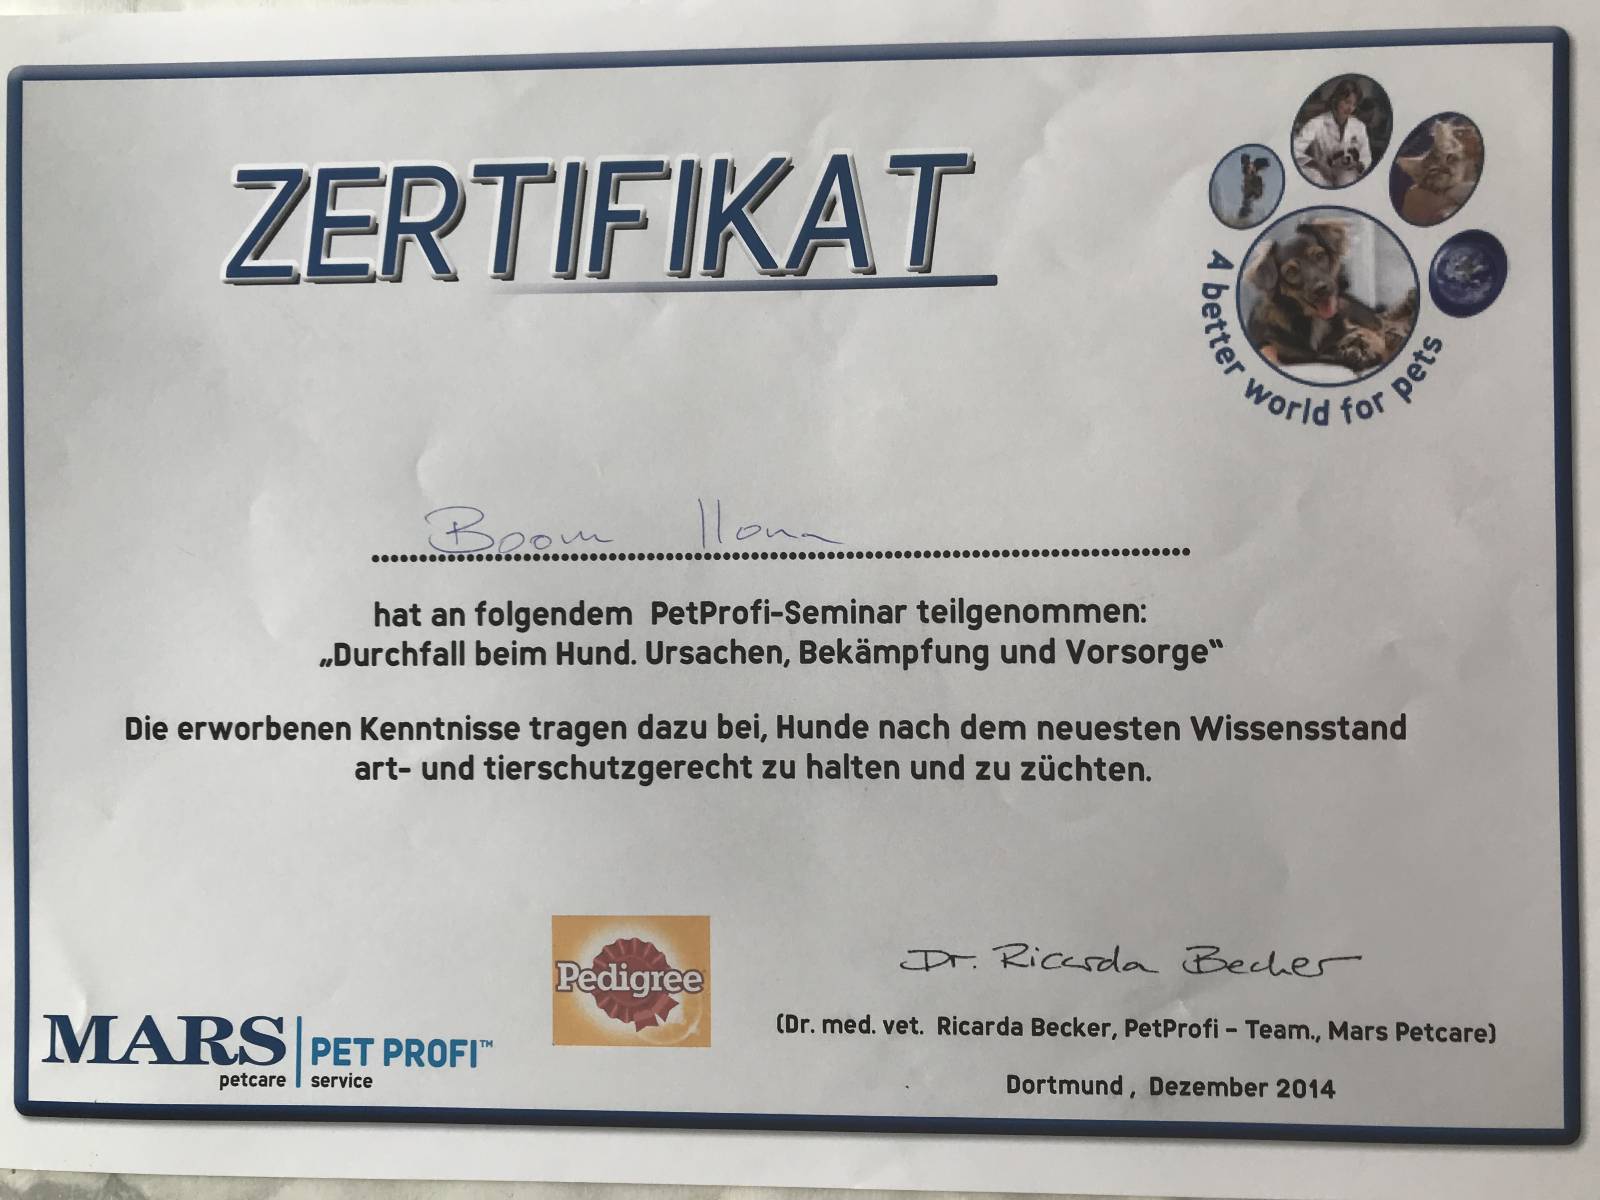 ZERTIFIKAT
A better world for pets
Boom Ilona
hat an folgendem PetProfi-Seminar teilgenommen:
„Durchfall beim Hund. Ursachen, Bekämpfung und Vorsorge“
Die erworbenen Kenntnisse tragen dazu bei, Hunde nach dem neuesten Wissensstand
art- und tierschutzgerecht zu halten und zu züchten.
Pedigree
Dr. Ricarda Becker
(Dr. med. vet. Ricarda Becker, PetProfi - Team., Mars Petcare)
MARS PET PROFI™
petcare service
Dortmund , Dezember 2014